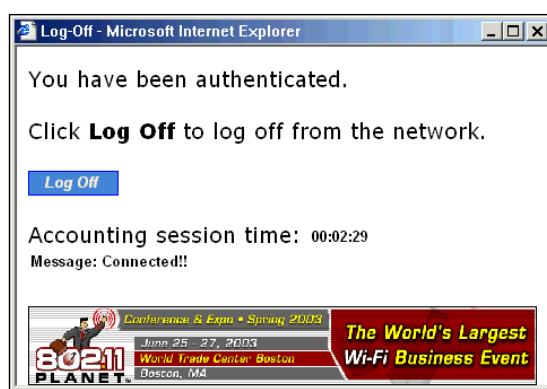 Log-Off - Microsoft Internet Explorer
You have been authenticated.
Click Log Off to log off from the network.
Log Off
Accounting session time: 00:02:29
Message: Connected!!
Conference & Expo • Spring 2003
June 25 - 27, 2003
World Trade Center Boston
Boston, MA
802.11
PLANET
The World's Largest
Wi-Fi Business Event